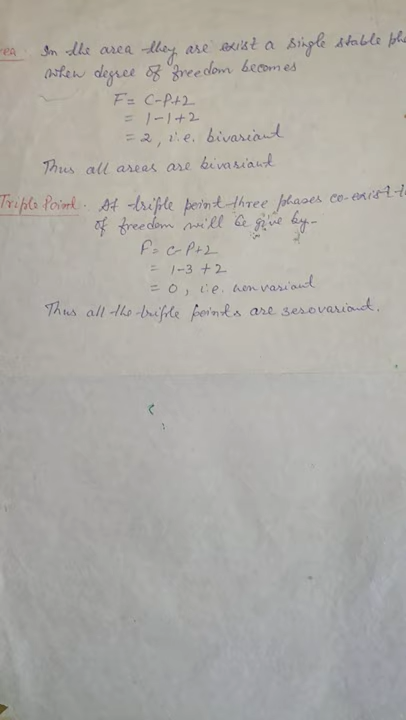 rea In the area they are exist a single stable pha
when degree of freedom becomes
F = C-P+2
= 1-1+2
= 2, i.e. bivariant
Thus all areas are bivariant
Triple Point. At triple point three phases co-exist
of freedom will be give by-
F = C-P+2
= 1-3 +2
= 0, i.e. nonvariant
Thus all the triple points are zerovariant.